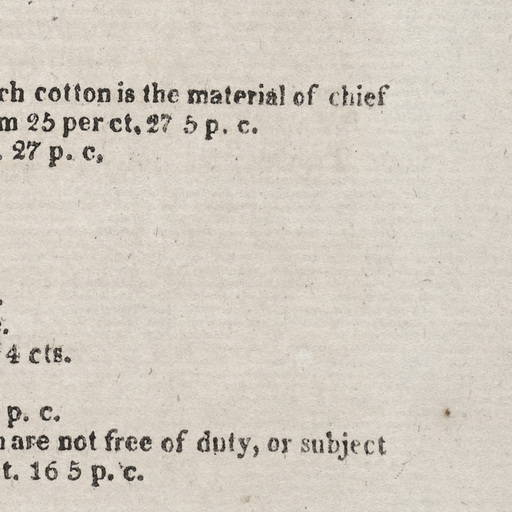 rh cotton is the material of chief
m 25 per ct. 27 5 p. c.
. 27 p. c,
.
.
4 cts.
p. c.
are not free of duty, or subject
t. 16 5 p. c.